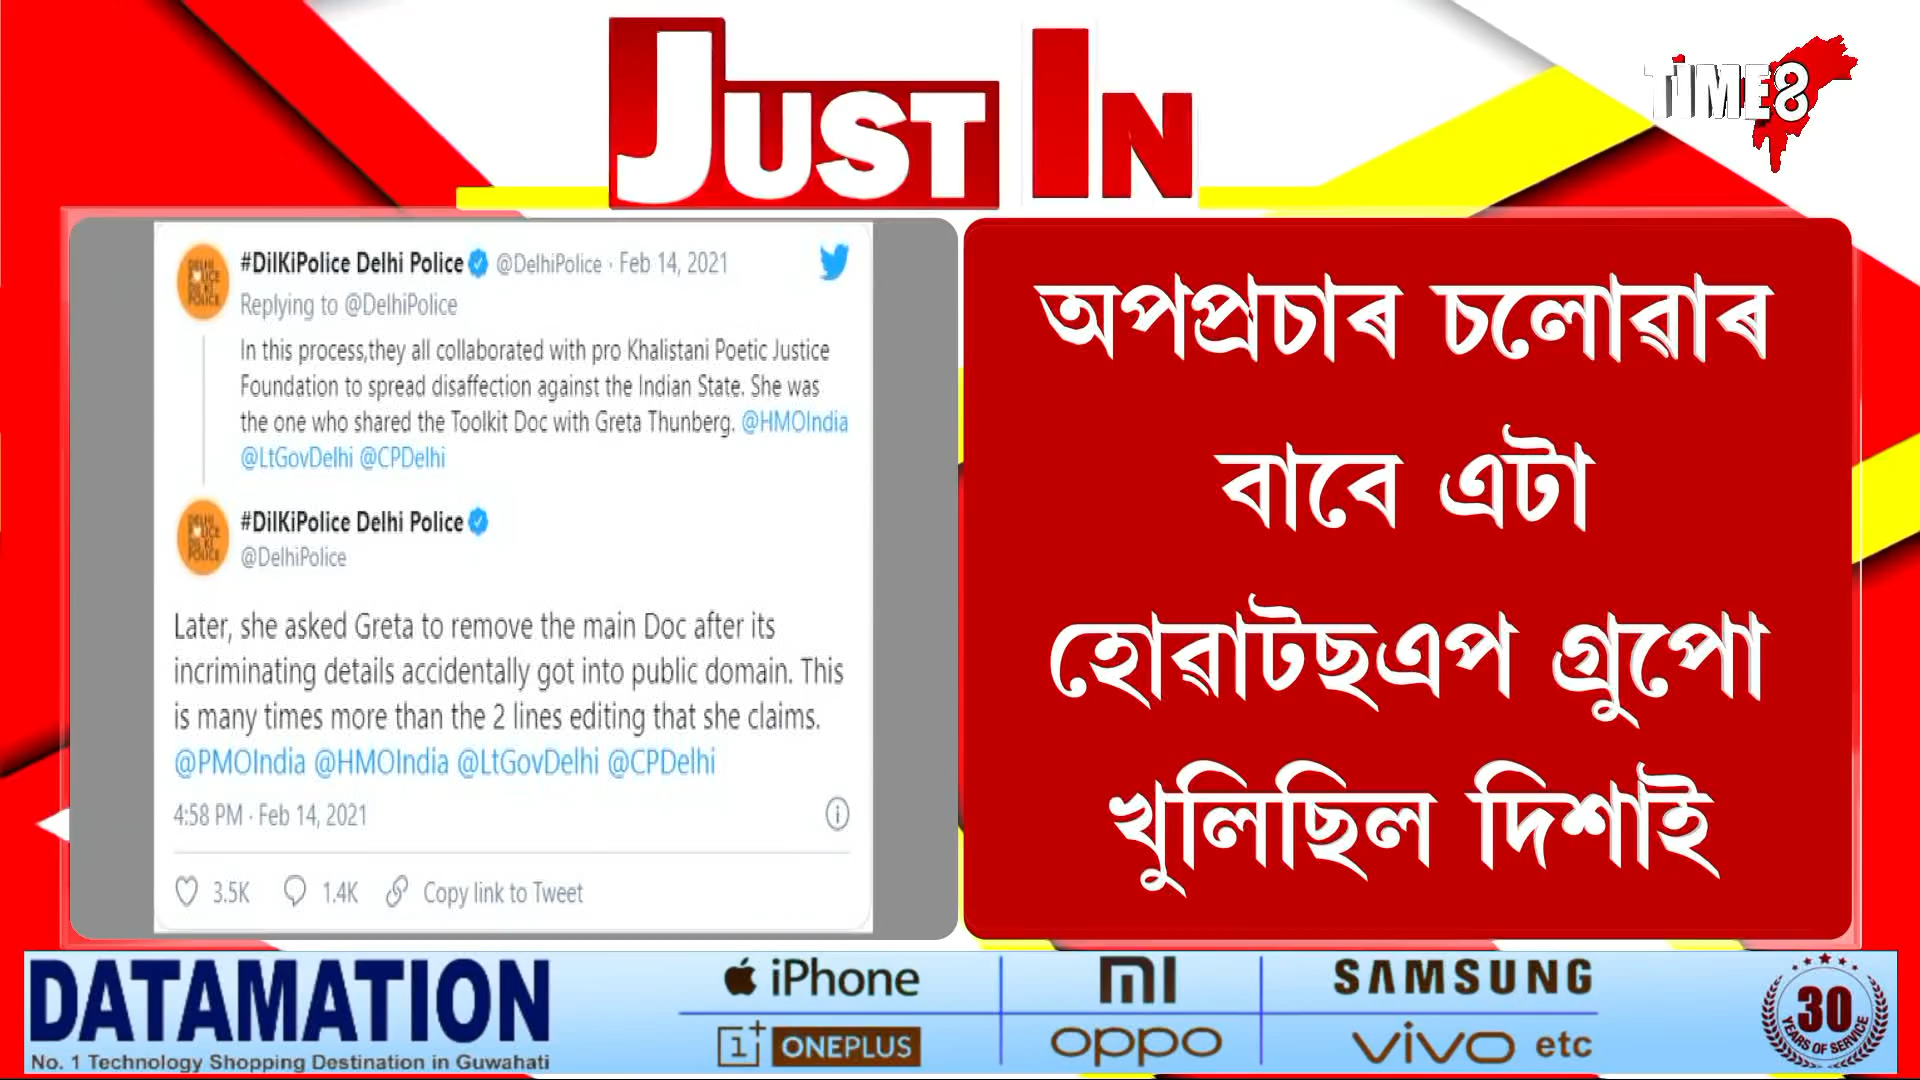 JUST IN
TIME8
#DilKiPolice Delhi Police @DelhiPolice · Feb 14, 2021
Replying to @DelhiPolice
In this process,they all collaborated with pro Khalistani Poetic Justice
Foundation to spread disaffection against the Indian State. She was
the one who shared the Toolkit Doc with Greta Thunberg. @HMOIndia
@LtGovDelhi @CPDelhi
#DilKiPolice Delhi Police
@DelhiPolice
Later, she asked Greta to remove the main Doc after its
incriminating details accidentally got into public domain. This
is many times more than the 2 lines editing that she claims.
@PMOIndia @HMOIndia @LtGovDelhi @CPDelhi
4:58 PM · Feb 14, 2021
3.5K 1.4K Copy link to Tweet
অপপ্ৰচাৰ চলোৱাৰ
বাবে এটা
হোৱাটছএপ গ্ৰুপো
খুলিছিল দিশাই
DATAMATION
No. 1 Technology Shopping Destination in Guwahati
iPhone
MI
SAMSUNG
1+ ONEPLUS
oppo
vivo etc
30
YEARS OF SERVICE